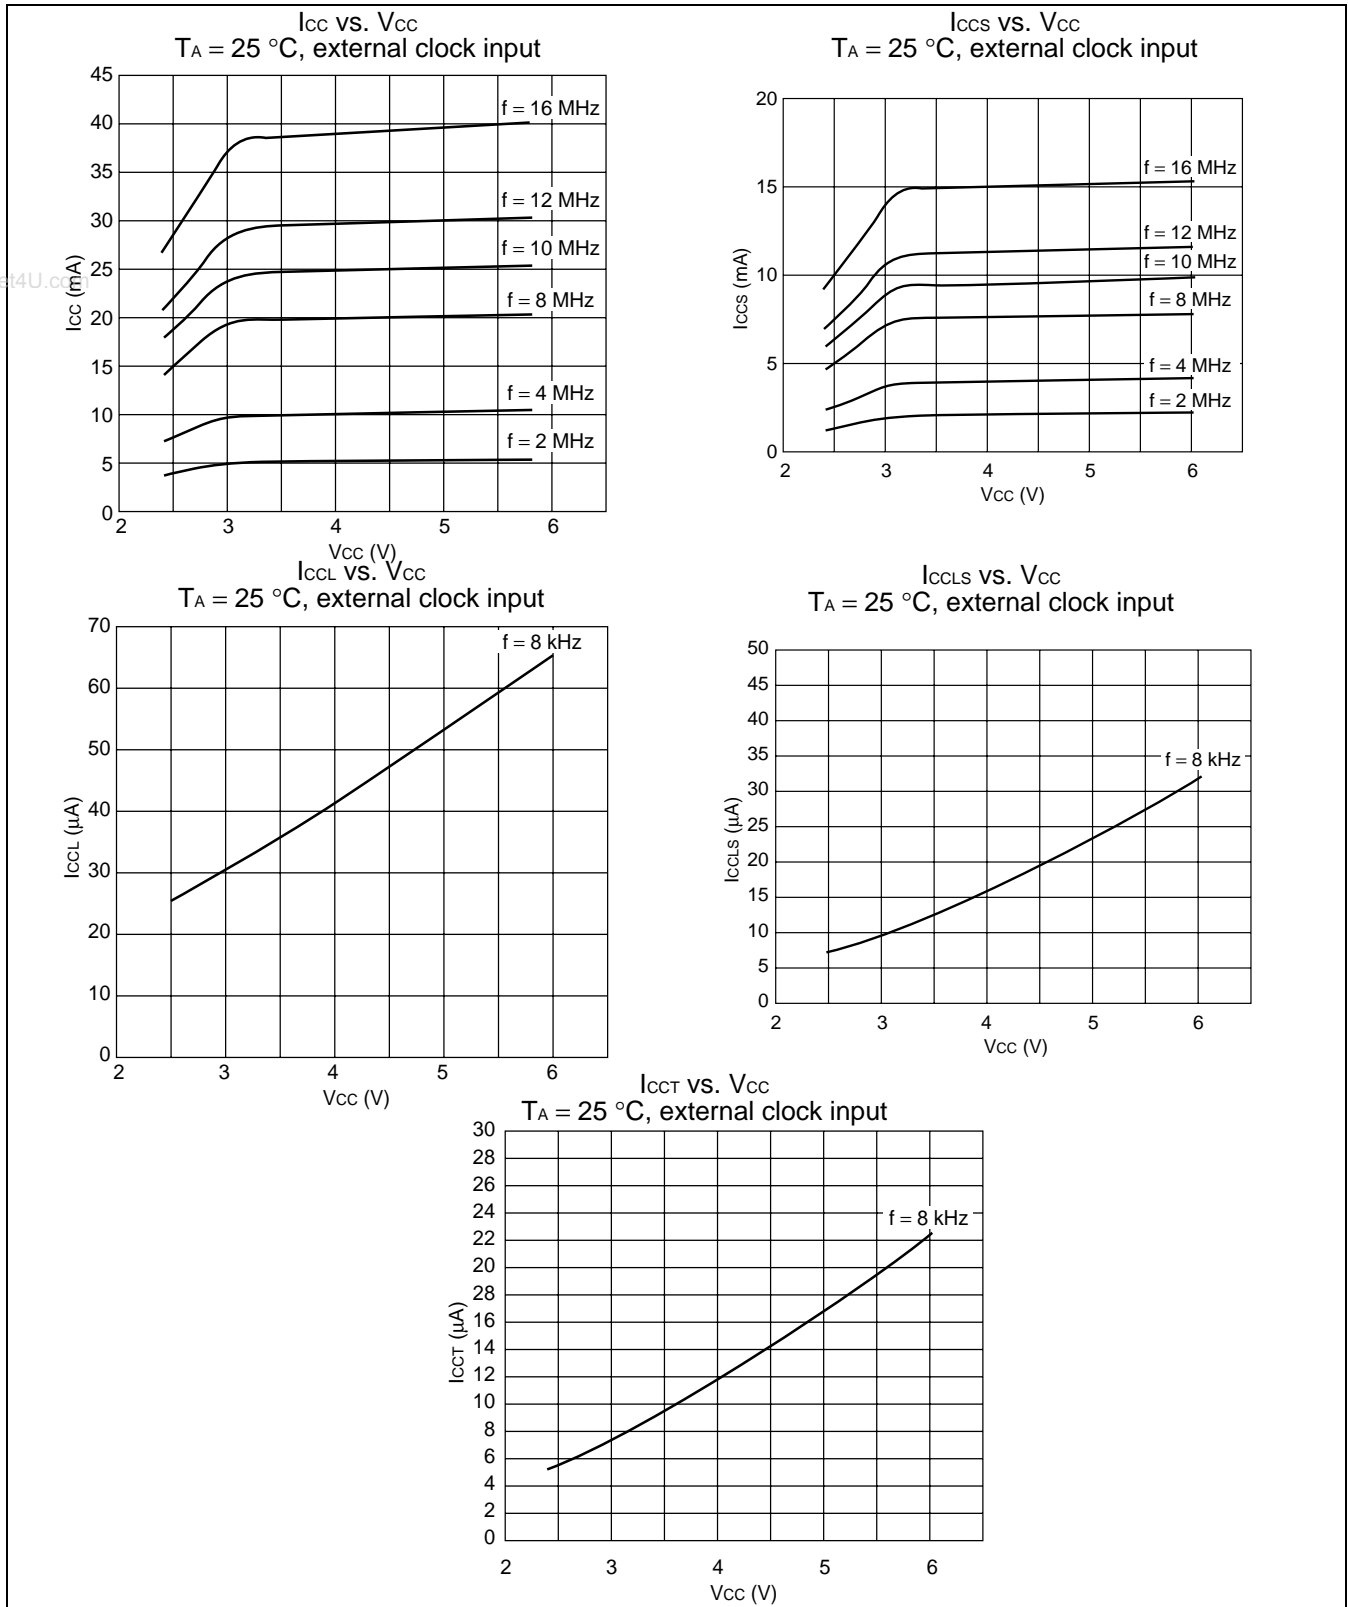 ICC vs. VCC
TA = 25 °C, external clock input
45
40
35
30
25
20
15
10
5
0
ICC (mA)
f = 16 MHz
f = 12 MHz
f = 10 MHz
f = 8 MHz
f = 4 MHz
f = 2 MHz
2 3 4 5 6
VCC (V)
et4U.com
ICCS vs. VCC
TA = 25 °C, external clock input
20
15
10
5
0
ICCS (mA)
f = 16 MHz
f = 12 MHz
f = 10 MHz
f = 8 MHz
f = 4 MHz
f = 2 MHz
2 3 4 5 6
VCC (V)
ICCL vs. VCC
TA = 25 °C, external clock input
70
60
50
40
30
20
10
0
ICCL (µA)
f = 8 kHz
2 3 4 5 6
VCC (V)
ICCLS vs. VCC
TA = 25 °C, external clock input
50
45
40
35
30
25
20
15
10
5
0
ICCLS (µA)
f = 8 kHz
2 3 4 5 6
VCC (V)
ICCT vs. VCC
TA = 25 °C, external clock input
30
28
26
24
22
20
28
16
14
12
10
8
6
4
2
0
ICCT (µA)
f = 8 kHz
2 3 4 5 6
VCC (V)